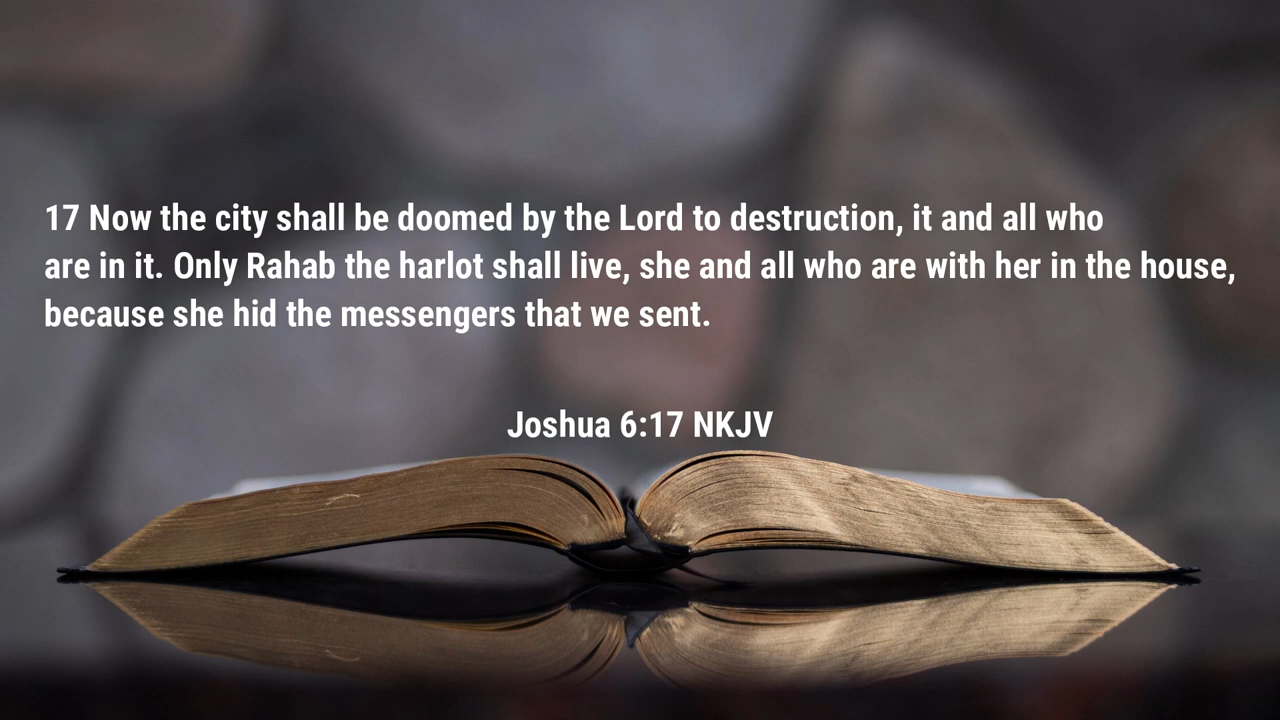 17 Now the city shall be doomed by the Lord to destruction, it and all who
are in it. Only Rahab the harlot shall live, she and all who are with her in the house,
because she hid the messengers that we sent.
Joshua 6:17 NKJV